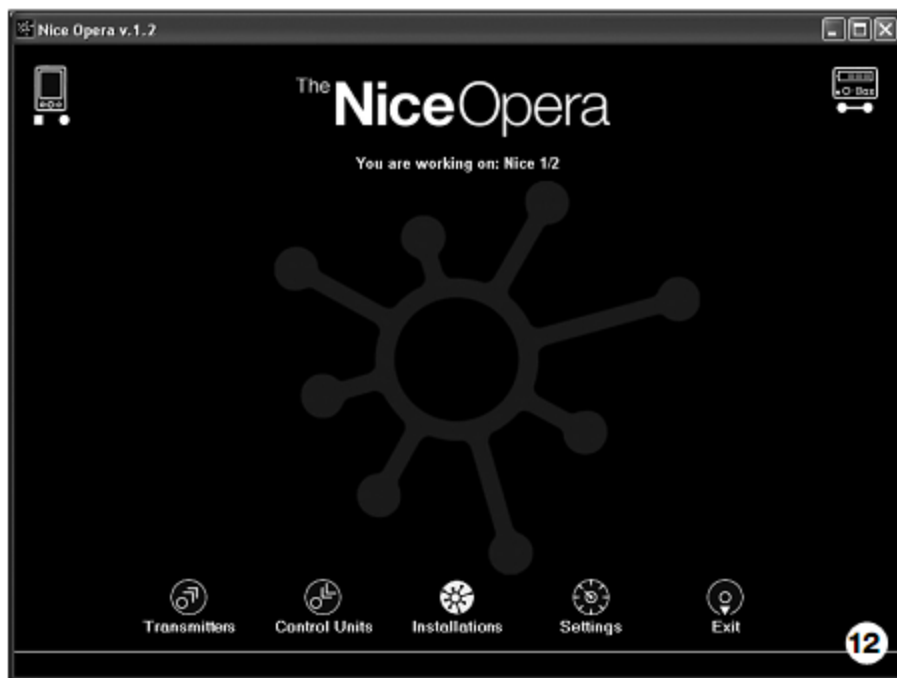 Nice Opera v.1.2
The NiceOpera
O-Box
You are working on: Nice 1/2
Transmitters
Control Units
Installations
Settings
Exit
12